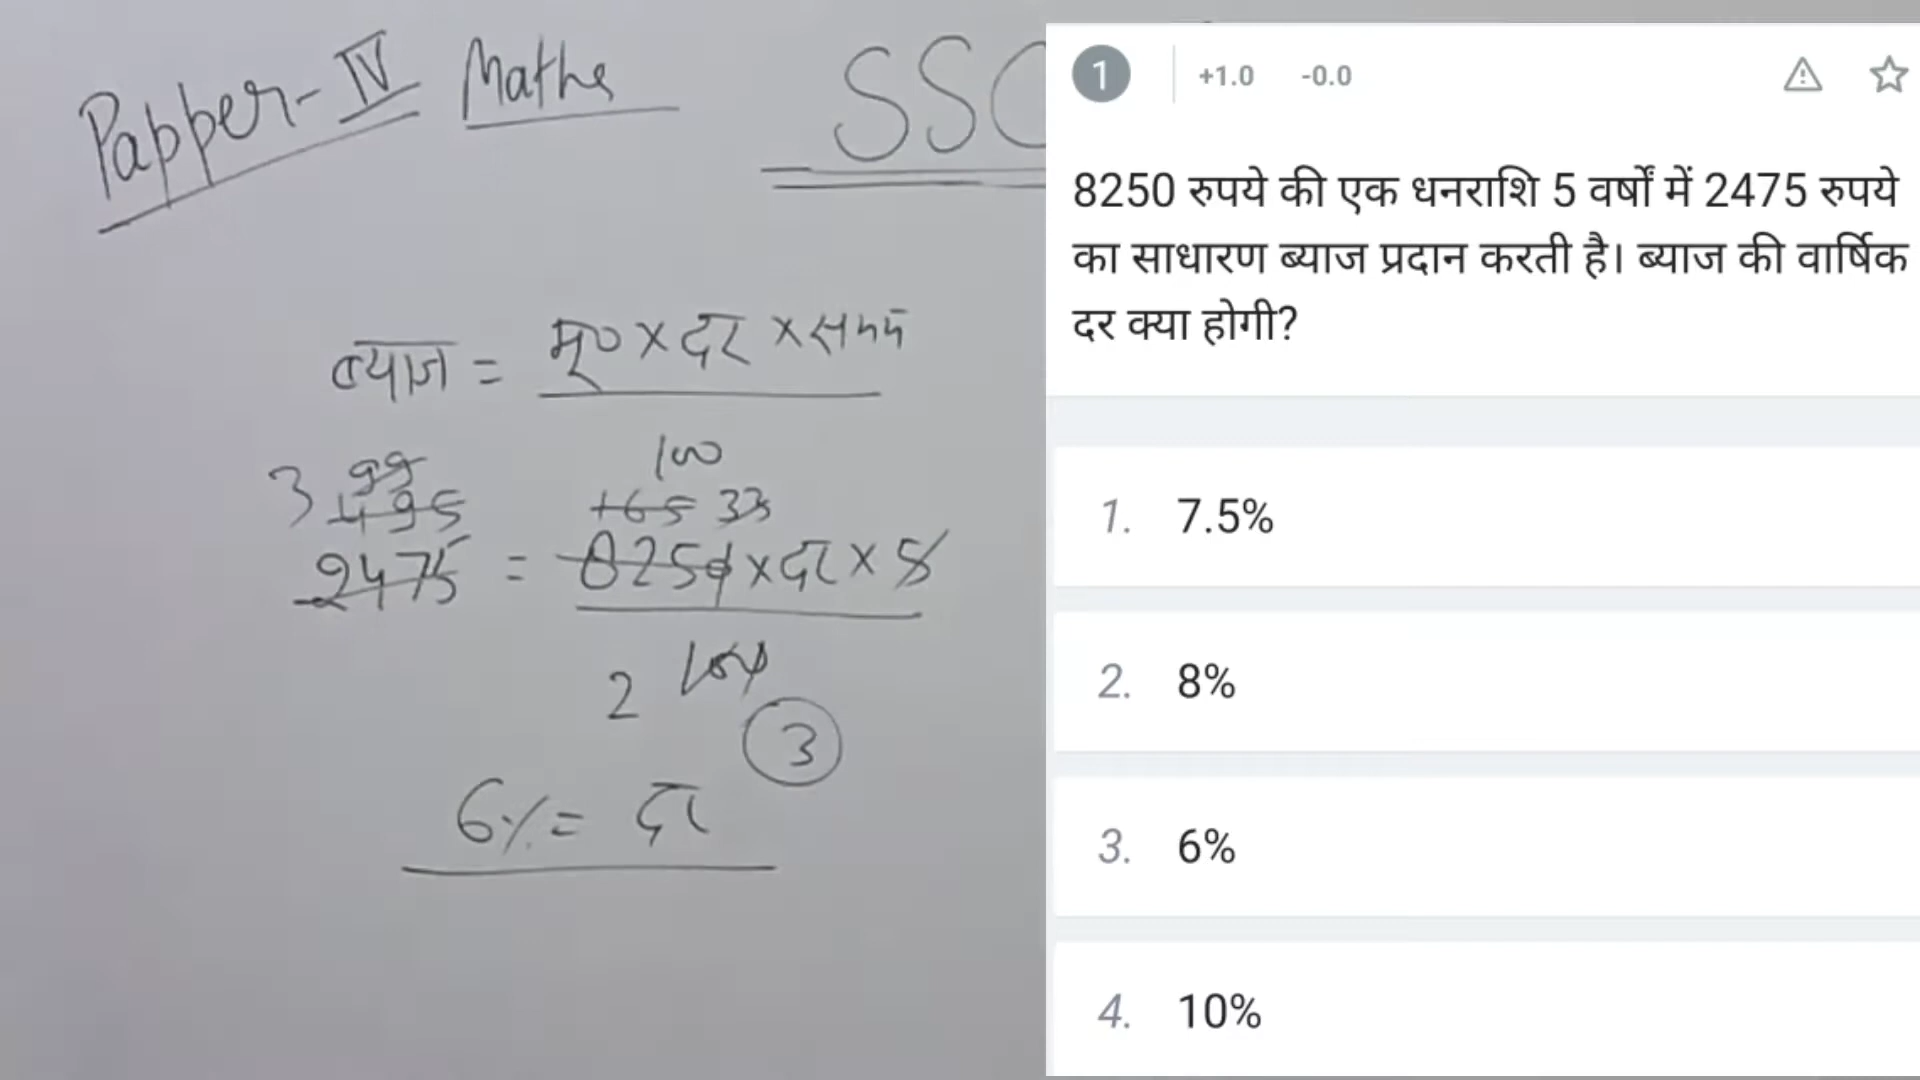 Papper-IV Maths SSC
ब्याज = मू० × दर × समय
100
3 99
495 165 33
2475 = 8250 × दर × 5
2 100
3
6% = दर
1 +1.0 -0.0
8250 रुपये की एक धनराशि 5 वर्षों में 2475 रुपये
का साधारण ब्याज प्रदान करती है। ब्याज की वार्षिक
दर क्या होगी?
1. 7.5%
2. 8%
3. 6%
4. 10%